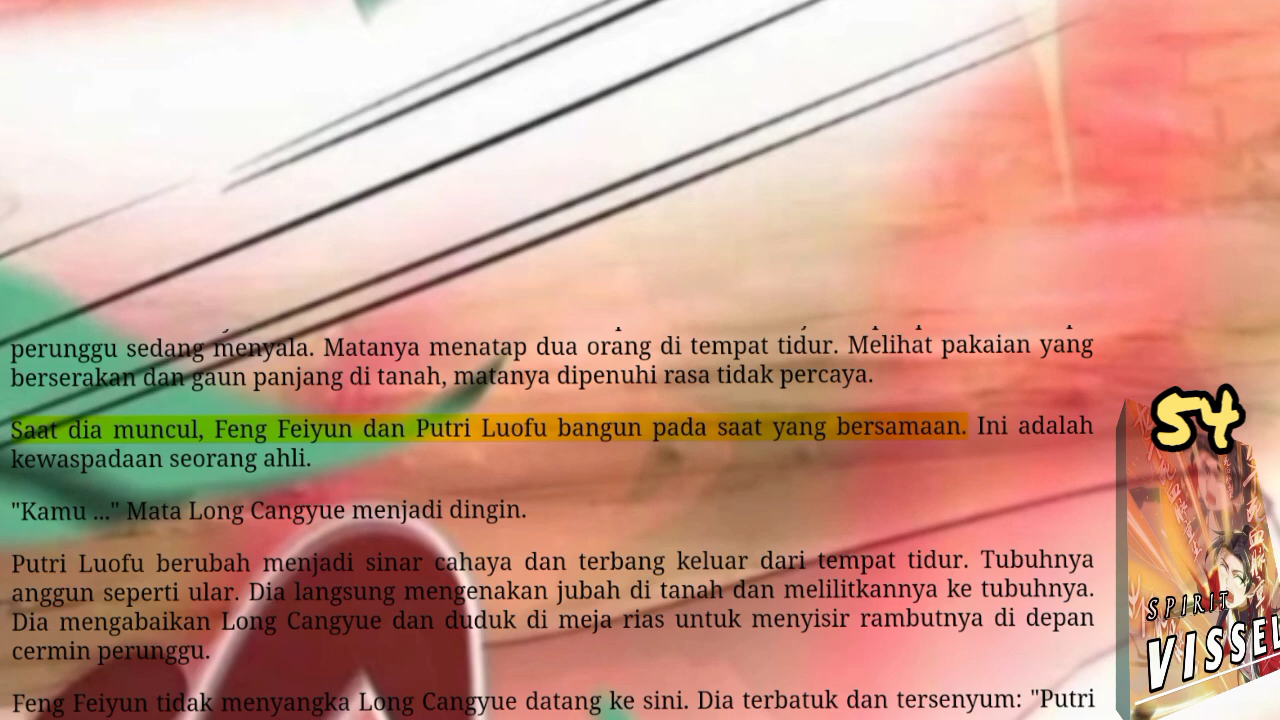 perunggu sedang menyala. Matanya menatap dua orang di tempat tidur. Melihat pakaian yang
berserakan dan gaun panjang di tanah, matanya dipenuhi rasa tidak percaya.
Saat dia muncul, Feng Feiyun dan Putri Luofu bangun pada saat yang bersamaan. Ini adalah
kewaspadaan seorang ahli.
"Kamu ..." Mata Long Cangyue menjadi dingin.
Putri Luofu berubah menjadi sinar cahaya dan terbang keluar dari tempat tidur. Tubuhnya
anggun seperti ular. Dia langsung mengenakan jubah di tanah dan melilitkannya ke tubuhnya.
Dia mengabaikan Long Cangyue dan duduk di meja rias untuk menyisir rambutnya di depan
cermin perunggu.
Feng Feiyun tidak menyangka Long Cangyue datang ke sini. Dia terbatuk dan tersenyum: "Putri
54
SPIRIT
VISSEL